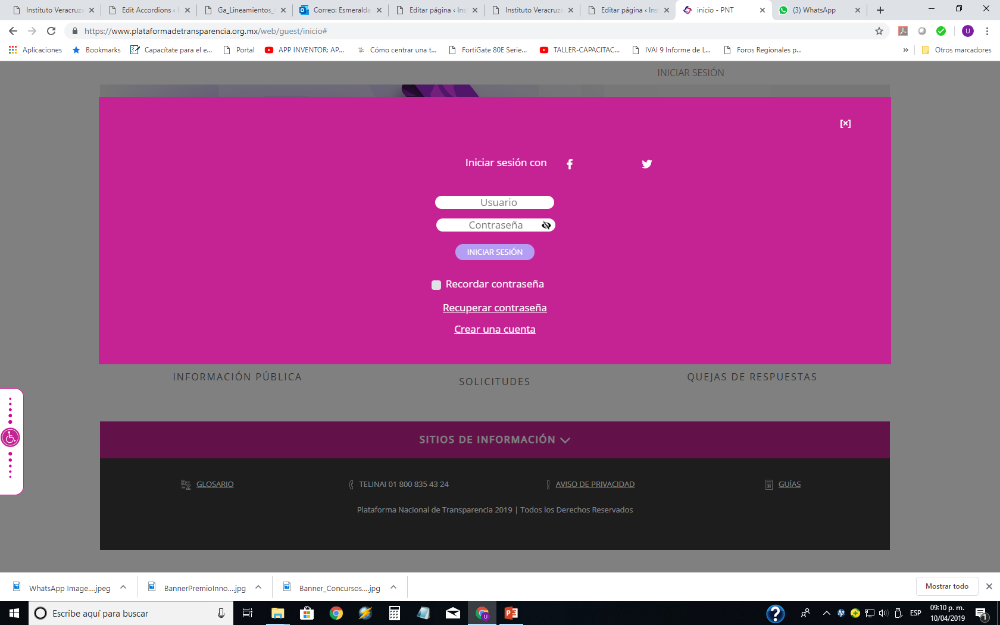 Instituto Veracruza
Edit Accordions ‹ I
Ga_Lineamientos_
Correo: Esmeralda
Editar página ‹ Ins
Instituto Veracruza
Editar página ‹ Ins
inicio - PNT
(3) WhatsApp
https://www.plataformadetransparencia.org.mx/web/guest/inicio#
U
Aplicaciones
Bookmarks
Capacítate para el e...
Portal
APP INVENTOR: AP...
Cómo centrar una t...
FortiGate 80E Serie...
TALLER-CAPACITAC...
IVAI 9 Informe de L...
Foros Regionales p...
»
Otros marcadores
INICIAR SESIÓN
[×]
Iniciar sesión con
Usuario
Contraseña
INICIAR SESIÓN
Recordar contraseña
Recuperar contraseña
Crear una cuenta
INFORMACIÓN PÚBLICA
SOLICITUDES
QUEJAS DE RESPUESTAS
SITIOS DE INFORMACIÓN
GLOSARIO
TELINAI 01 800 835 43 24
AVISO DE PRIVACIDAD
GUÍAS
Plataforma Nacional de Transparencia 2019 | Todos los Derechos Reservados
WhatsApp Image....jpeg
BannerPremioInno....jpg
Banner_Concursos....jpg
Mostrar todo
Escribe aquí para buscar
ESP
09:10 p. m.
10/04/2019
1